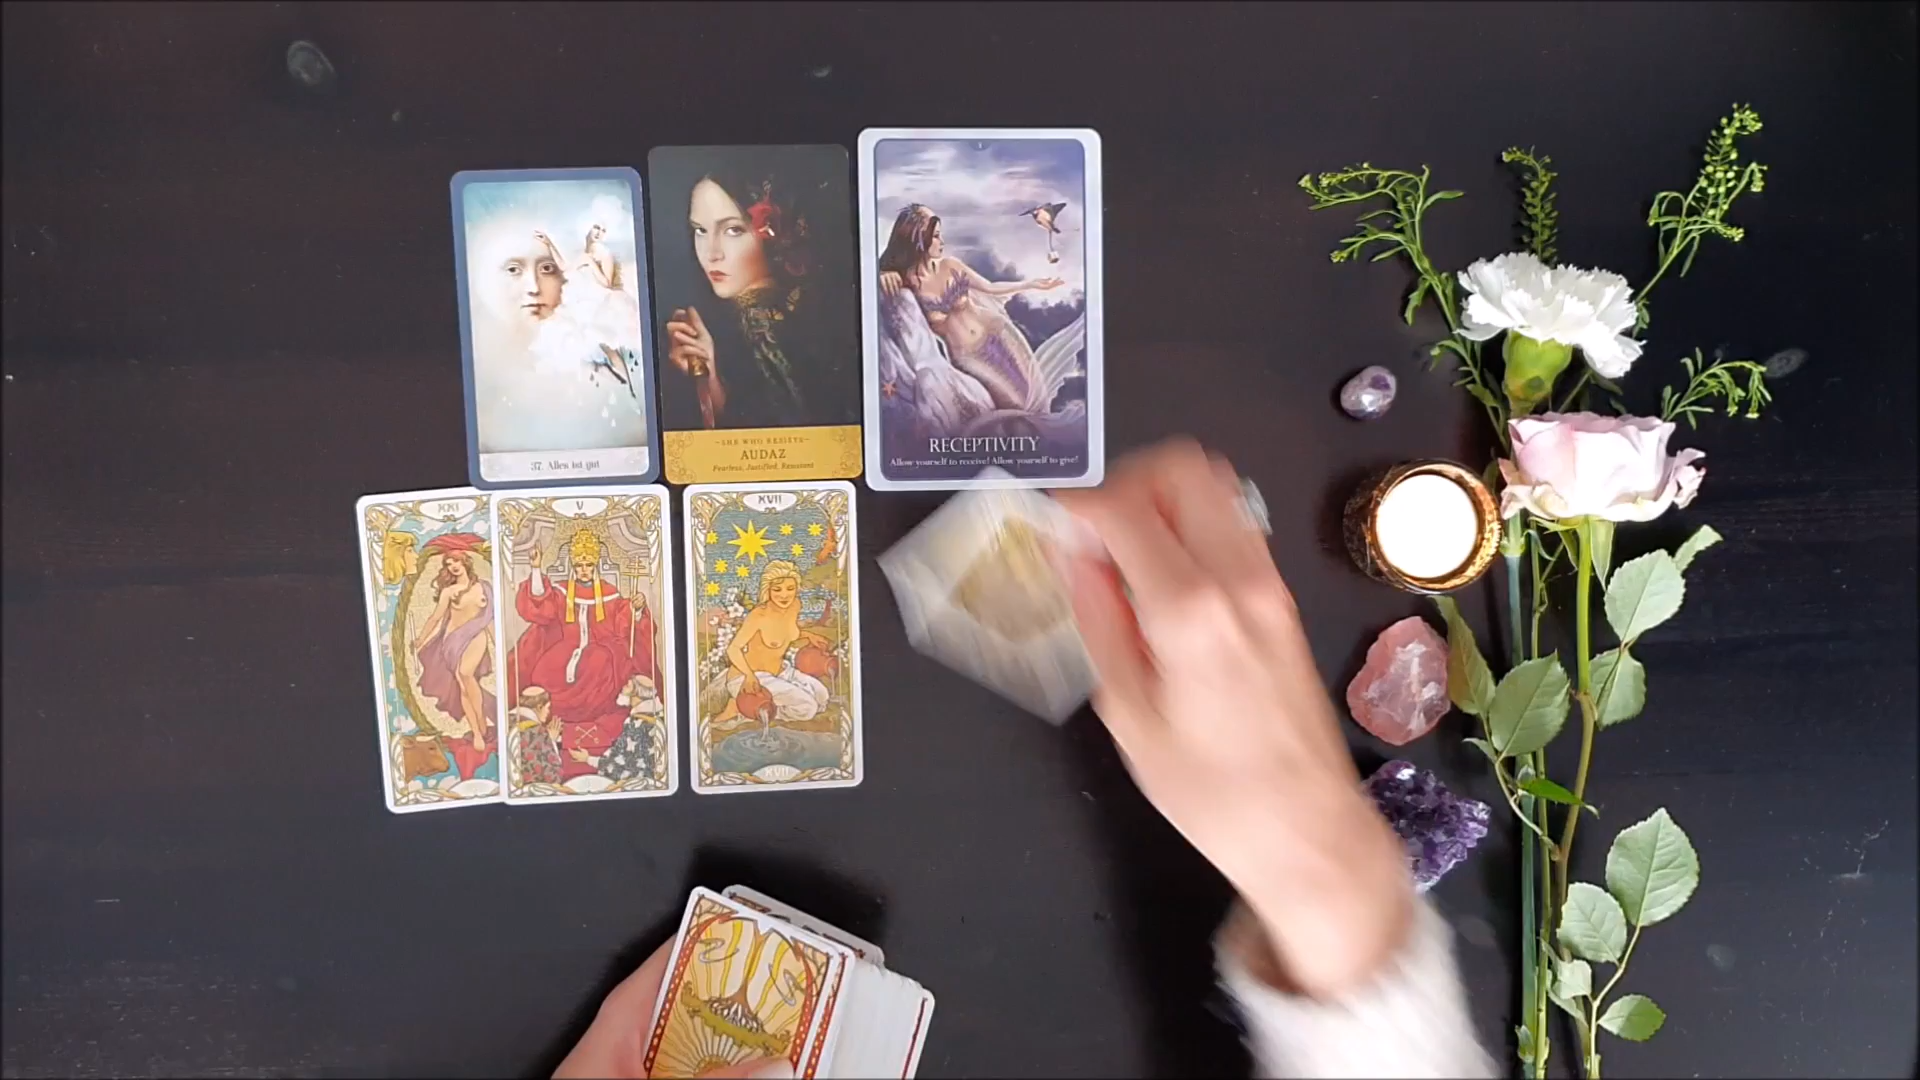 37. Alles ist gut
~SHE WHO RESISTS~
AUDAZ
Fearless, Justified, Resistant
RECEPTIVITY
Allow yourself to receive! Allow yourself to give!
XXI
V
XVII
XVII